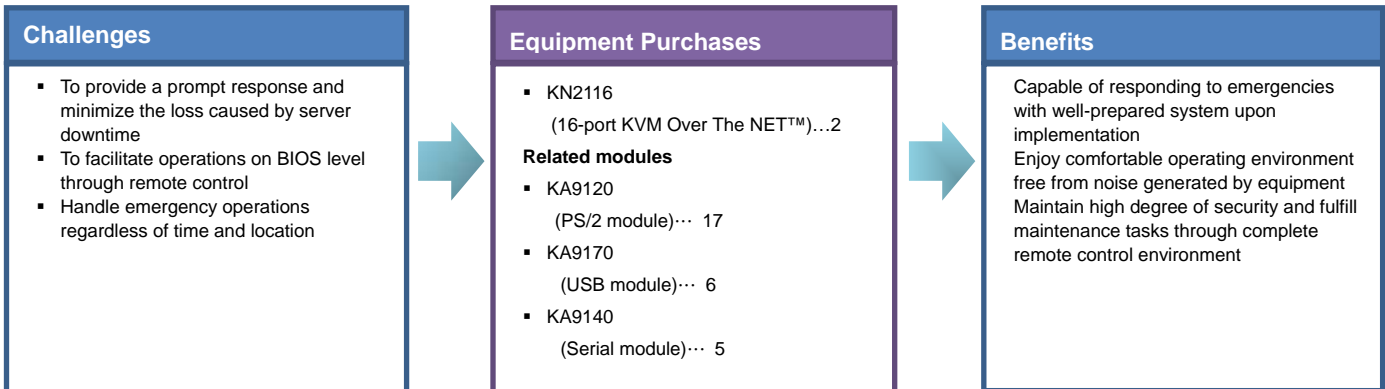 Challenges
▪ To provide a prompt response and
minimize the loss caused by server
downtime
▪ To facilitate operations on BIOS level
through remote control
▪ Handle emergency operations
regardless of time and location
Equipment Purchases
▪ KN2116
(16-port KVM Over The NET™)…2
Related modules
▪ KA9120
(PS/2 module)⋯ 17
▪ KA9170
(USB module)⋯ 6
▪ KA9140
(Serial module)⋯ 5
Benefits
Capable of responding to emergencies
with well-prepared system upon
implementation
Enjoy comfortable operating environment
free from noise generated by equipment
Maintain high degree of security and fulfill
maintenance tasks through complete
remote control environment